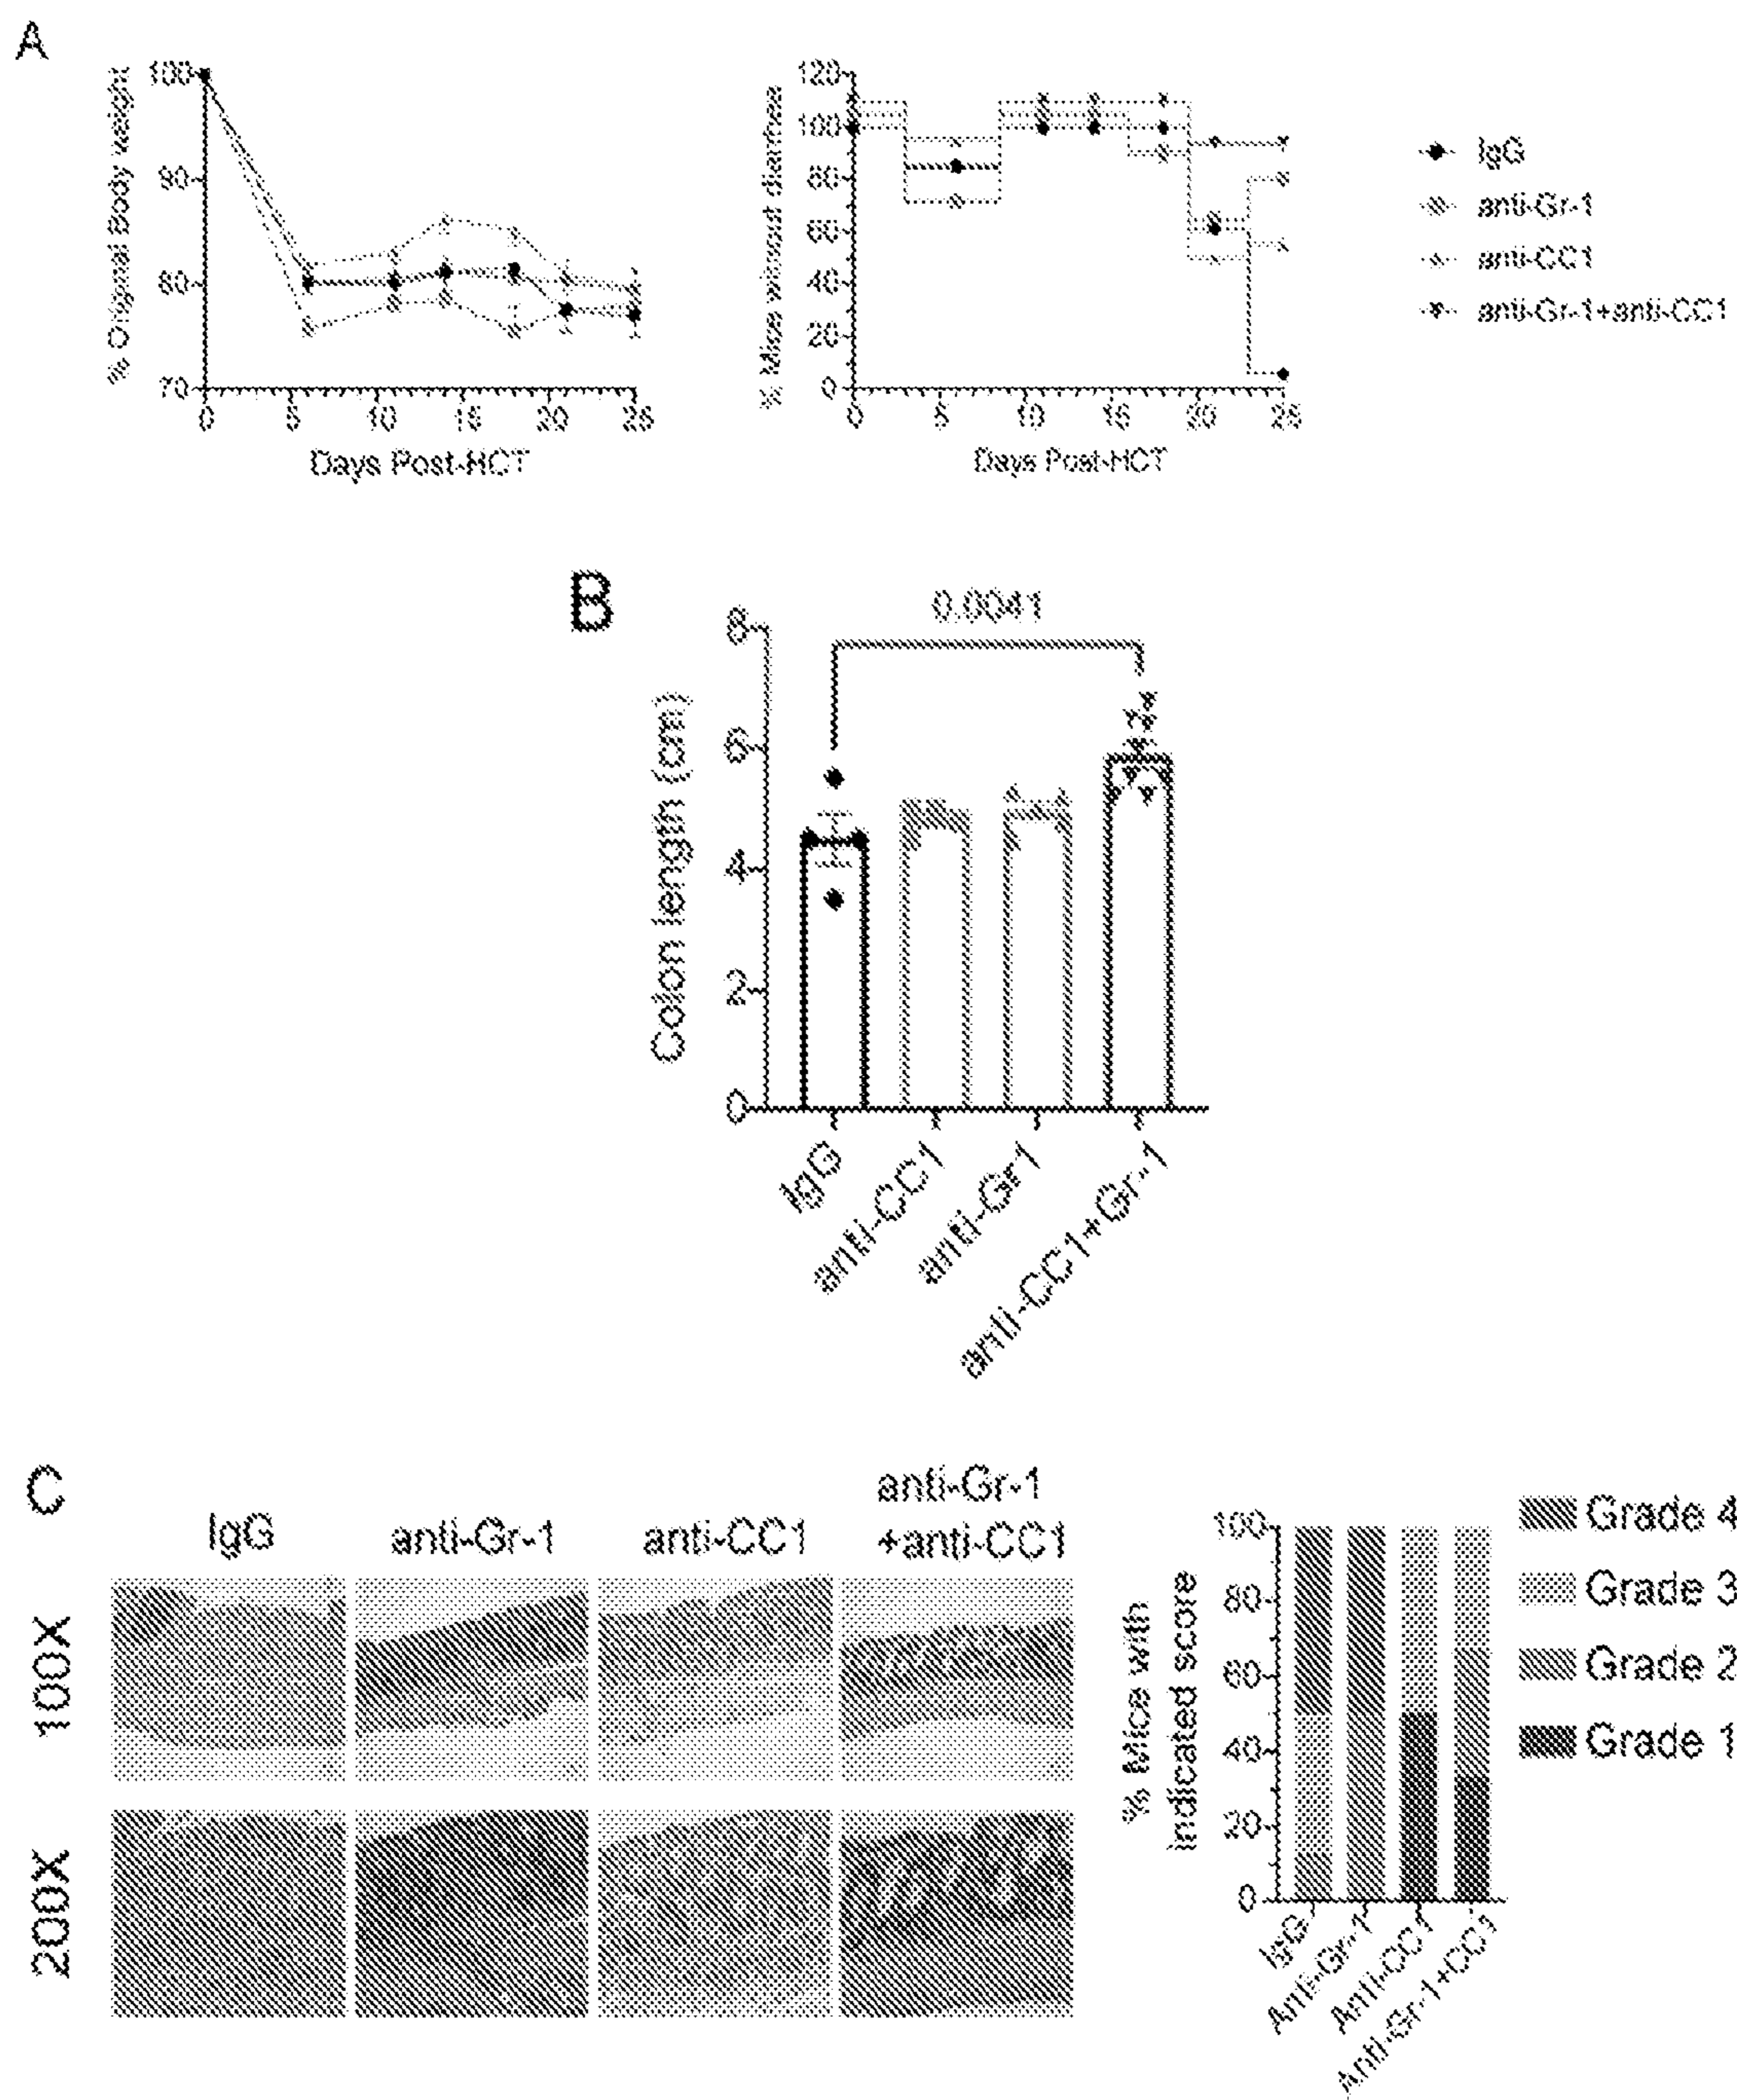 A
% Original Body weight
100
90
80
70
0 5 10 15 20 25
Days Post-HCT
% Mice without diarrhea
120
100
80
60
40
20
0
0 5 10 15 20 25
Days Post-HCT
IgG
anti-Gr-1
anti-CC1
anti-Gr-1+anti-CC1
B
0.0041
Colon length (cm)
8
6
4
2
0
IgG
anti-CC1
anti-Gr1
anti-CC1+Gr-1
C
IgG
anti-Gr-1
anti-CC1
anti-Gr-1
+anti-CC1
100X
200X
% Mice with
indicated score
100
80
60
40
20
0
IgG
Anti-Gr-1
Anti-CC1
Anti-Gr-1+CC1
Grade 4
Grade 3
Grade 2
Grade 1